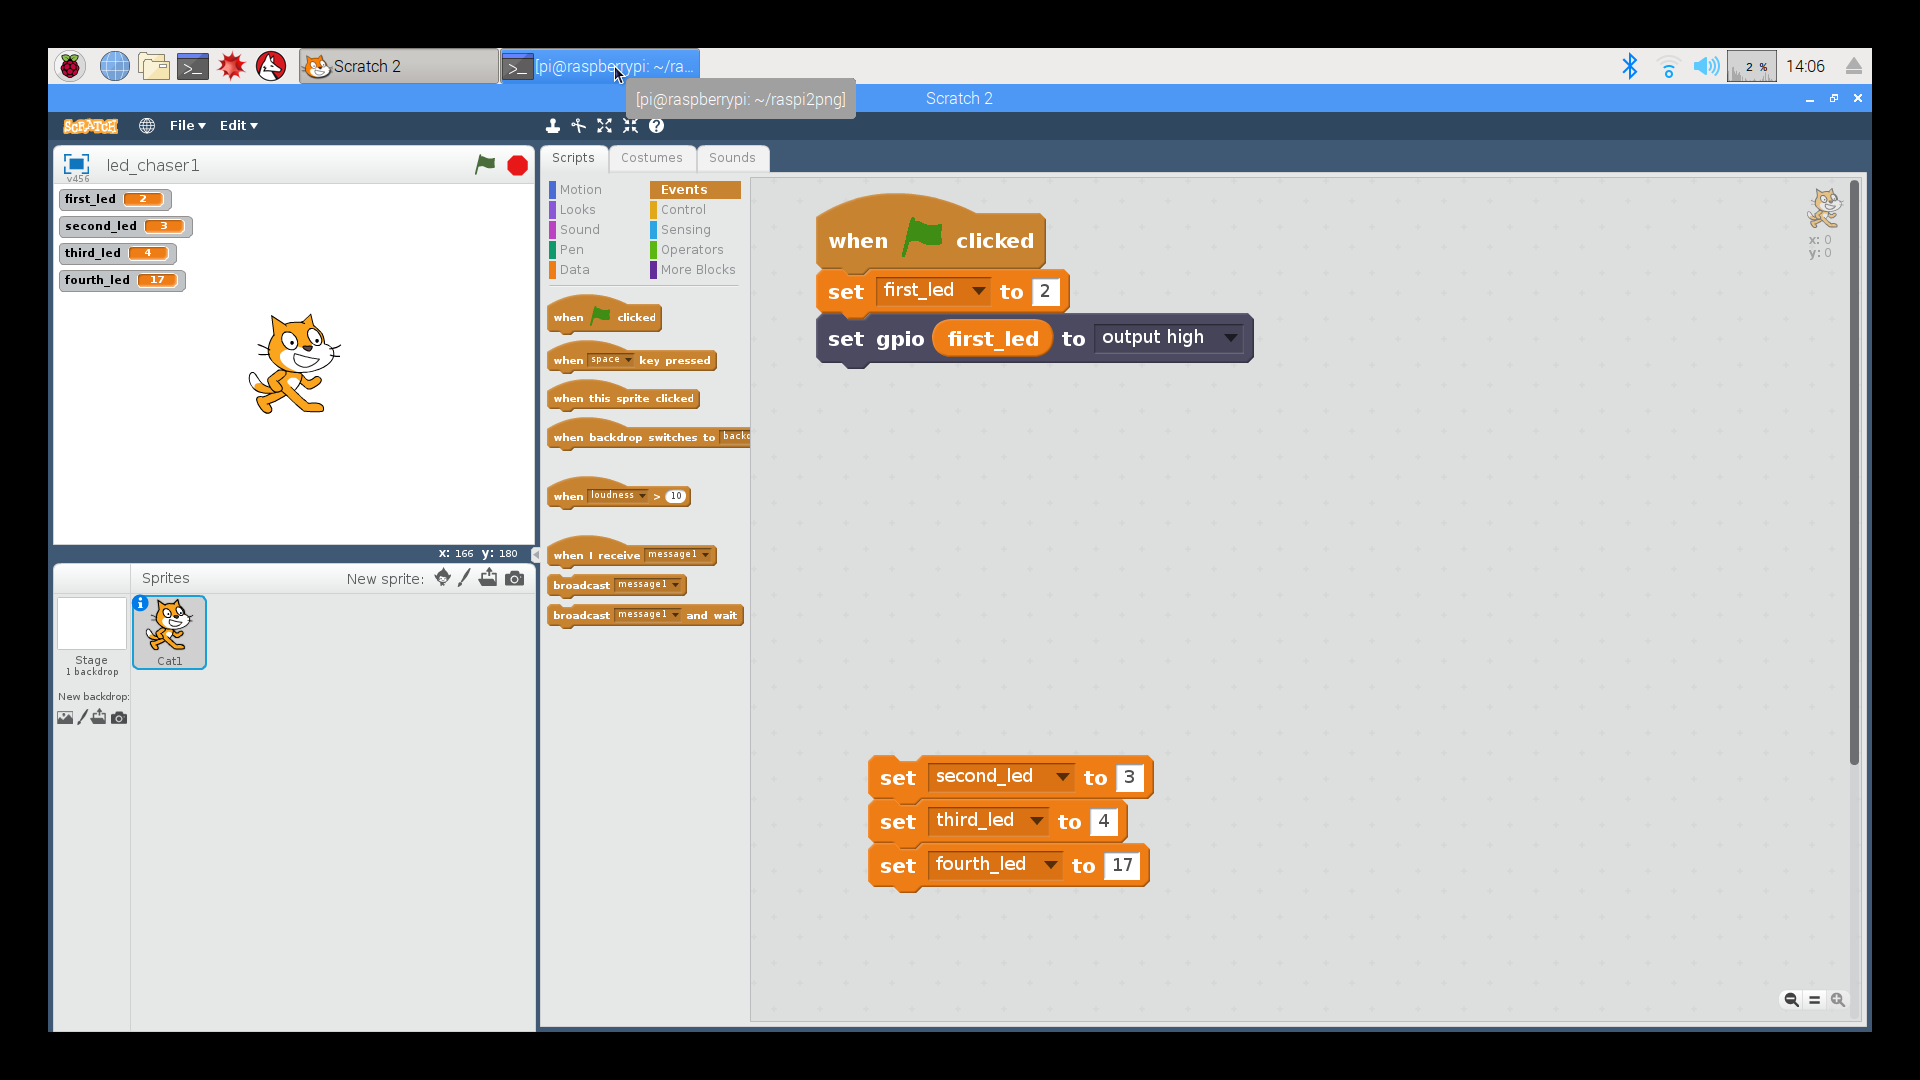 Scratch 2
[pi@raspberrypi: ~/ra...
2 %
14:06
[pi@raspberrypi: ~/raspi2png]
Scratch 2
SCRATCH
File
Edit
?
v456
led_chaser1
first_led 2
second_led 3
third_led 4
fourth_led 17
x: 166 y: 180
Sprites
New sprite:
Stage
1 backdrop
New backdrop:
i
Cat1
Scripts
Costumes
Sounds
Motion
Looks
Sound
Pen
Data
Events
Control
Sensing
Operators
More Blocks
when clicked
when space key pressed
when this sprite clicked
when backdrop switches to backd
when loudness > 10
when I receive message1
broadcast message1
broadcast message1 and wait
when clicked
set first_led to 2
set gpio first_led to output high
set second_led to 3
set third_led to 4
set fourth_led to 17
x: 0
y: 0